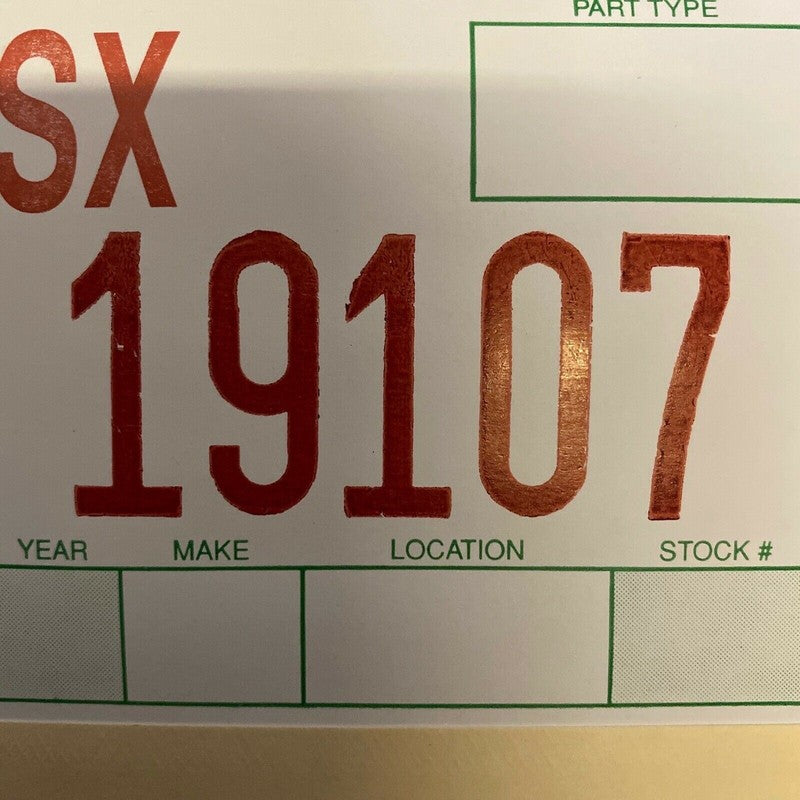 PART TYPE
SX
19107
YEAR MAKE LOCATION STOCK #